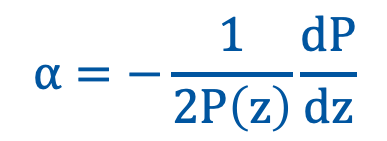 α = − 1/2P(z) dP/dz